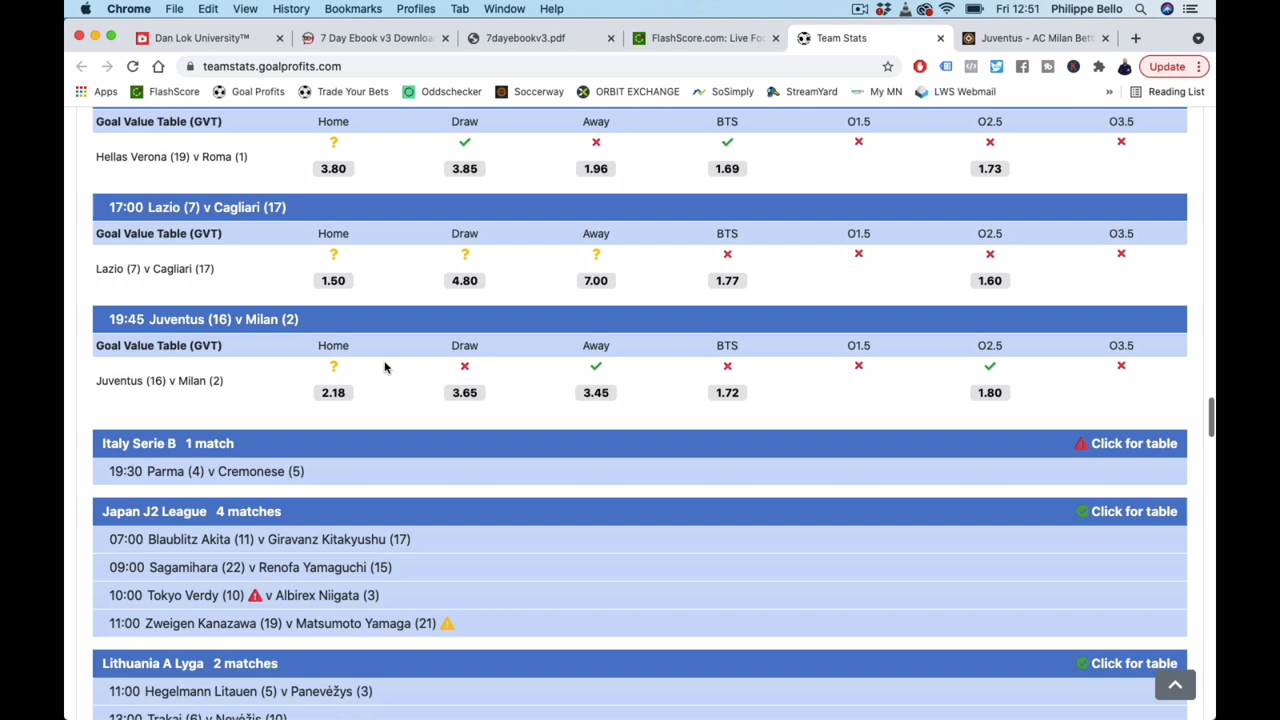 Chrome File Edit View History Bookmarks Profiles Tab Window Help Fri 12:51 Philippe Bello
Dan Lok University™ 7 Day Ebook v3 Downloa 7dayebookv3.pdf FlashScore.com: Live Foo Team Stats Juventus - AC Milan Bett
teamstats.goalprofits.com Update
Apps FlashScore Goal Profits Trade Your Bets Oddschecker Soccerway ORBIT EXCHANGE SoSimply StreamYard My MN LWS Webmail » Reading List
Goal Value Table (GVT) Home Draw Away BTS O1.5 O2.5 O3.5
?
Hellas Verona (19) v Roma (1)
3.80 3.85 1.96 1.69 1.73
17:00 Lazio (7) v Cagliari (17)
Goal Value Table (GVT) Home Draw Away BTS O1.5 O2.5 O3.5
? ? ?
Lazio (7) v Cagliari (17)
1.50 4.80 7.00 1.77 1.60
19:45 Juventus (16) v Milan (2)
Goal Value Table (GVT) Home Draw Away BTS O1.5 O2.5 O3.5
?
Juventus (16) v Milan (2)
2.18 3.65 3.45 1.72 1.80
Italy Serie B 1 match Click for table
19:30 Parma (4) v Cremonese (5)
Japan J2 League 4 matches Click for table
07:00 Blaublitz Akita (11) v Giravanz Kitakyushu (17)
09:00 Sagamihara (22) v Renofa Yamaguchi (15)
10:00 Tokyo Verdy (10) v Albirex Niigata (3)
11:00 Zweigen Kanazawa (19) v Matsumoto Yamaga (21)
Lithuania A Lyga 2 matches Click for table
11:00 Hegelmann Litauen (5) v Panevėžys (3)
13:00 Trakai (6) v Nevėžis (10)